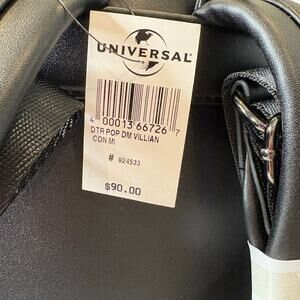 UNIVERSAL
4 00013 66726 7
DTR POP DM VILLIAN
CON MI
# 924533
$90.00